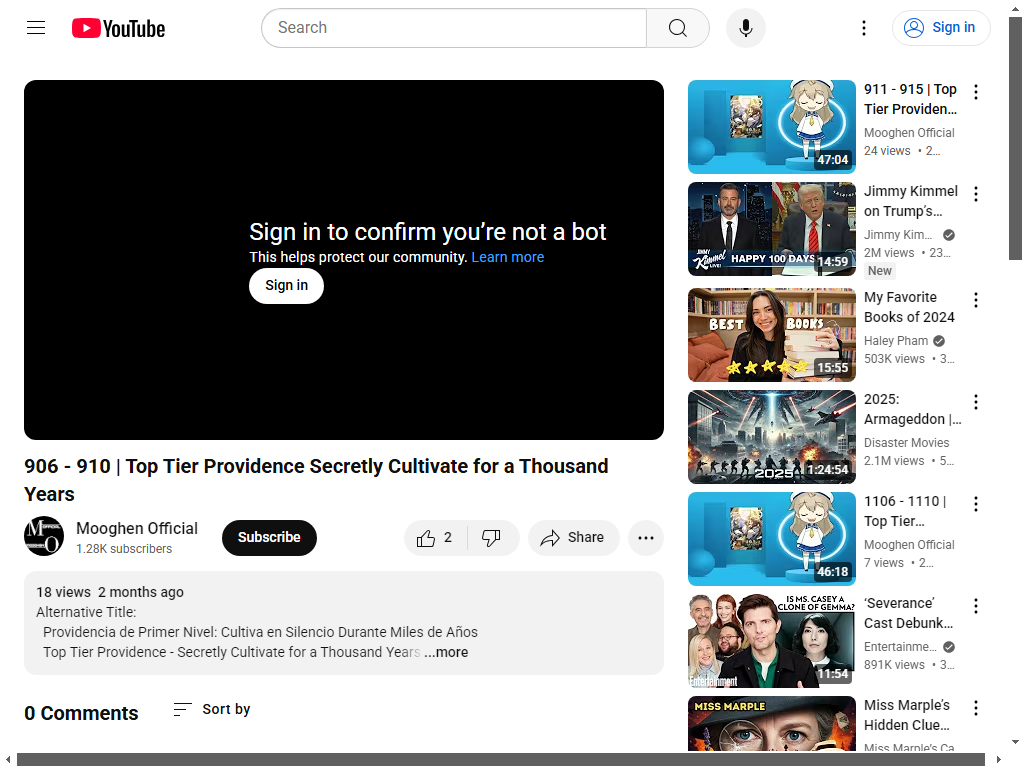 YouTube
Search
Sign in
Sign in to confirm you're not a bot
This helps protect our community. Learn more
Sign in
906 - 910 | Top Tier Providence Secretly Cultivate for a Thousand
Years
Mooghen Official
1.28K subscribers
Subscribe
2
Share
18 views 2 months ago
Alternative Title:
Providencia de Primer Nivel: Cultiva en Silencio Durante Miles de Años
Top Tier Providence - Secretly Cultivate for a Thousand Years ...more
0 Comments
Sort by
47:04
911 - 915 | Top
Tier Providen...
Mooghen Official
24 views • 2...
JIMMY KIMMEL LIVE!
HAPPY 100 DAYS
14:59
Jimmy Kimmel
on Trump's...
Jimmy Kim...
2M views • 23...
New
BEST BOOKS
15:55
My Favorite
Books of 2024
Haley Pham
503K views • 3...
2025
1:24:54
2025:
Armageddon |...
Disaster Movies
2.1M views • 5...
46:18
1106 - 1110 |
Top Tier...
Mooghen Official
7 views • 2...
IS MS. CASEY A
CLONE OF GEMMA?
Entertainment
11:54
'Severance'
Cast Debunk...
Entertainme...
891K views • 3...
MISS MARPLE
Miss Marple's
Hidden Clue...
Miss Marple's Ca